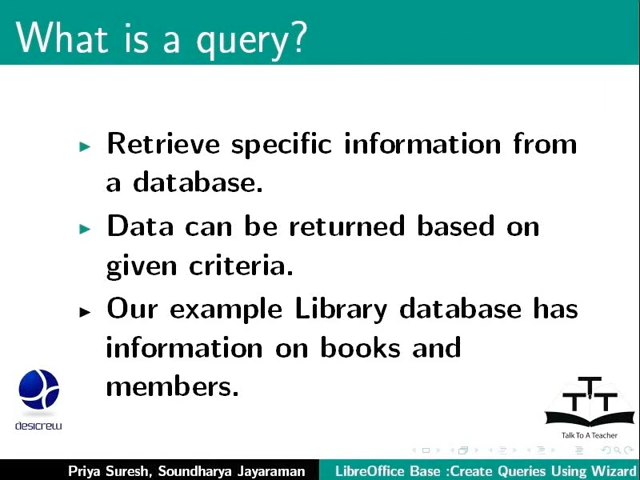 What is a query?
Retrieve specific information from
a database.
Data can be returned based on
given criteria.
Our example Library database has
information on books and
members.
desicrew
TTT
Talk To A Teacher
Priya Suresh, Soundharya Jayaraman
LibreOffice Base :Create Queries Using Wizard